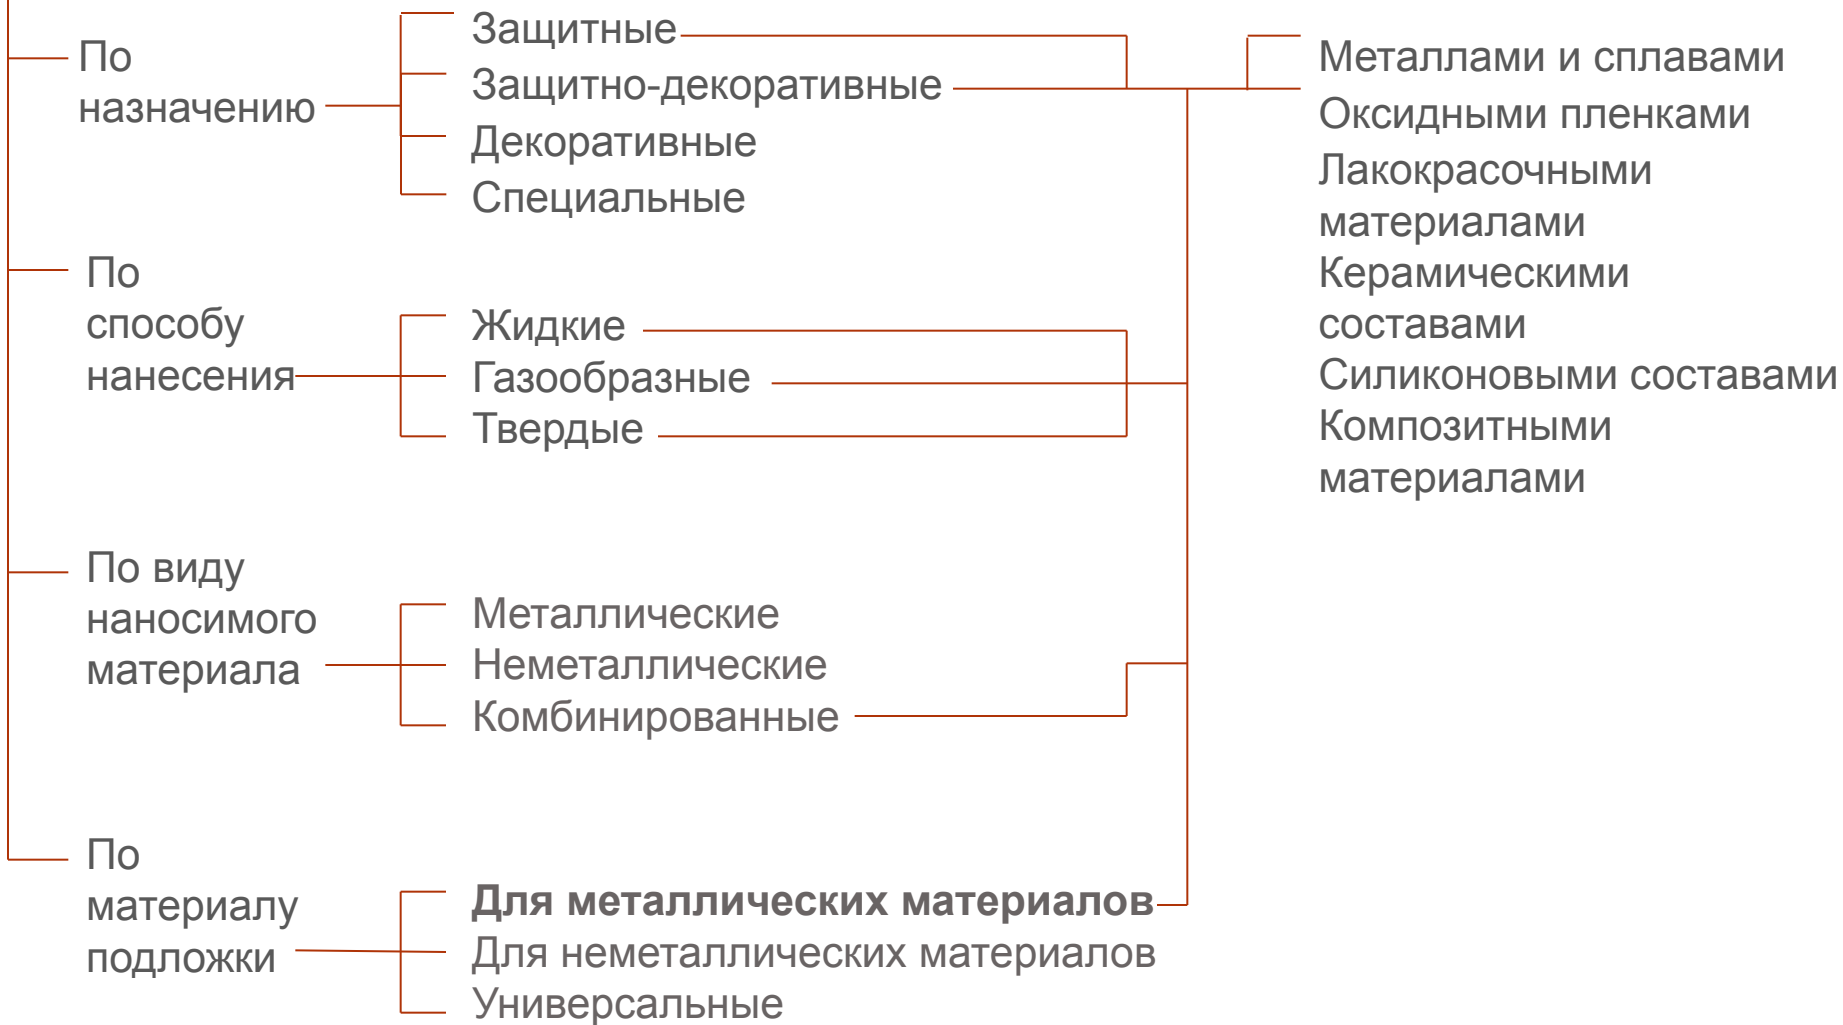 По
назначению
Защитные
Защитно-декоративные
Декоративные
Специальные
По
способу
нанесения
Жидкие
Газообразные
Твердые
По виду
наносимого
материала
Металлические
Неметаллические
Комбинированные
По
материалу
подложки
Для металлических материалов
Для неметаллических материалов
Универсальные
Металлами и сплавами
Оксидными пленками
Лакокрасочными
материалами
Керамическими
составами
Силиконовыми составами
Композитными
материалами